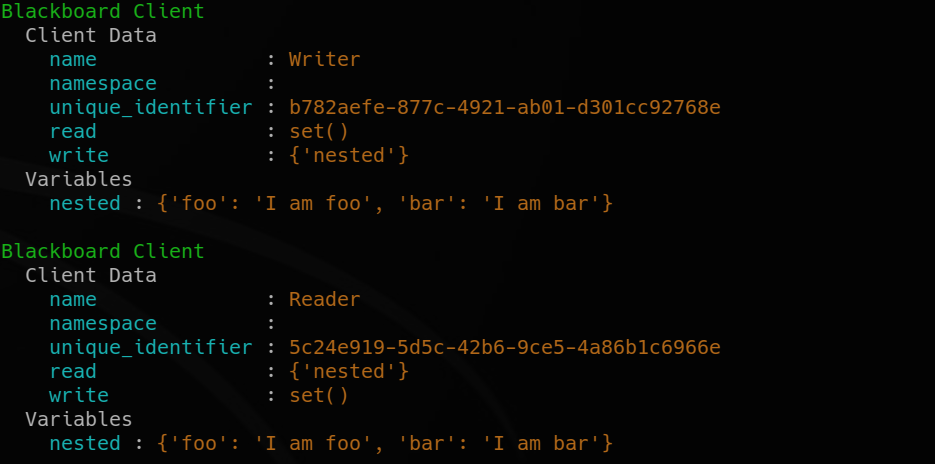 Blackboard Client
  Client Data
    name              : Writer
    namespace         :
    unique_identifier : b782aefe-877c-4921-ab01-d301cc92768e
    read              : set()
    write             : {'nested'}
  Variables
    nested : {'foo': 'I am foo', 'bar': 'I am bar'}

Blackboard Client
  Client Data
    name              : Reader
    namespace         :
    unique_identifier : 5c24e919-5d5c-42b6-9ce5-4a86b1c6966e
    read              : {'nested'}
    write             : set()
  Variables
    nested : {'foo': 'I am foo', 'bar': 'I am bar'}